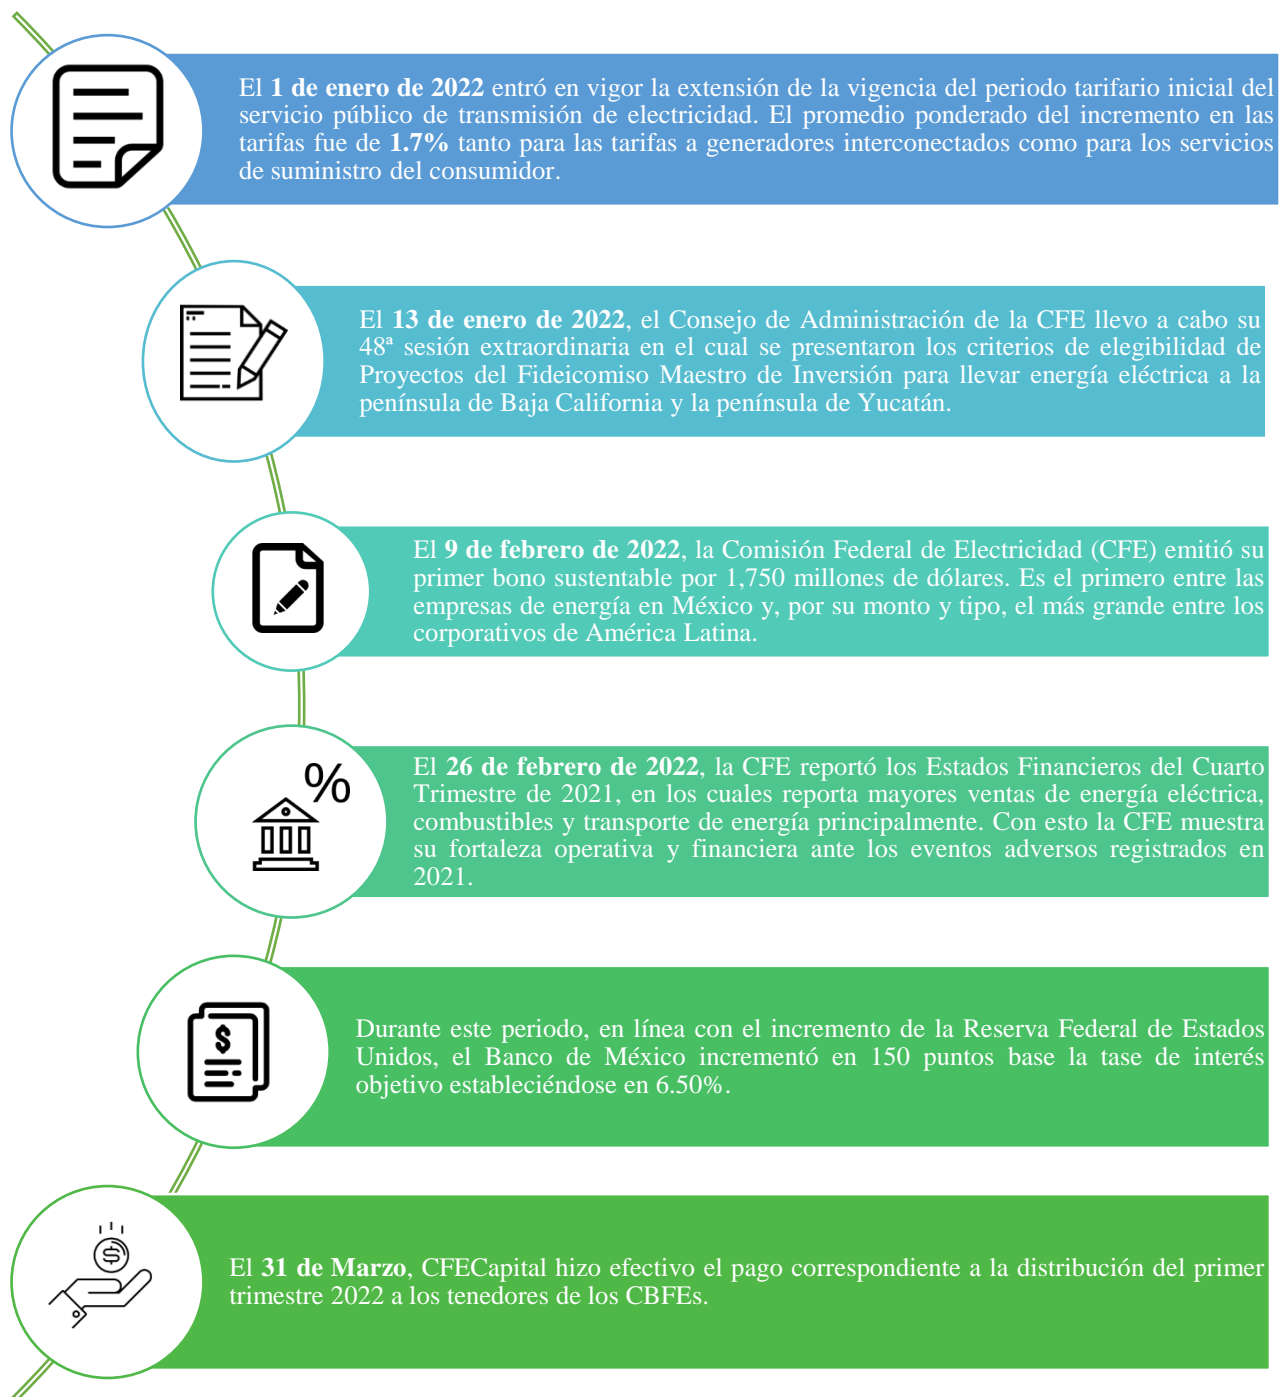 El 1 de enero de 2022 entró en vigor la extensión de la vigencia del periodo tarifario inicial del
servicio público de transmisión de electricidad. El promedio ponderado del incremento en las
tarifas fue de 1.7% tanto para las tarifas a generadores interconectados como para los servicios
de suministro del consumidor.
El 13 de enero de 2022, el Consejo de Administración de la CFE llevo a cabo su
48ª sesión extraordinaria en el cual se presentaron los criterios de elegibilidad de
Proyectos del Fideicomiso Maestro de Inversión para llevar energía eléctrica a la
península de Baja California y la península de Yucatán.
El 9 de febrero de 2022, la Comisión Federal de Electricidad (CFE) emitió su
primer bono sustentable por 1,750 millones de dólares. Es el primero entre las
empresas de energía en México y, por su monto y tipo, el más grande entre los
corporativos de América Latina.
%
El 26 de febrero de 2022, la CFE reportó los Estados Financieros del Cuarto
Trimestre de 2021, en los cuales reporta mayores ventas de energía eléctrica,
combustibles y transporte de energía principalmente. Con esto la CFE muestra
su fortaleza operativa y financiera ante los eventos adversos registrados en
2021.
$
Durante este periodo, en línea con el incremento de la Reserva Federal de Estados
Unidos, el Banco de México incrementó en 150 puntos base la tase de interés
objetivo estableciéndose en 6.50%.
$
El 31 de Marzo, CFECapital hizo efectivo el pago correspondiente a la distribución del primer
trimestre 2022 a los tenedores de los CBFEs.